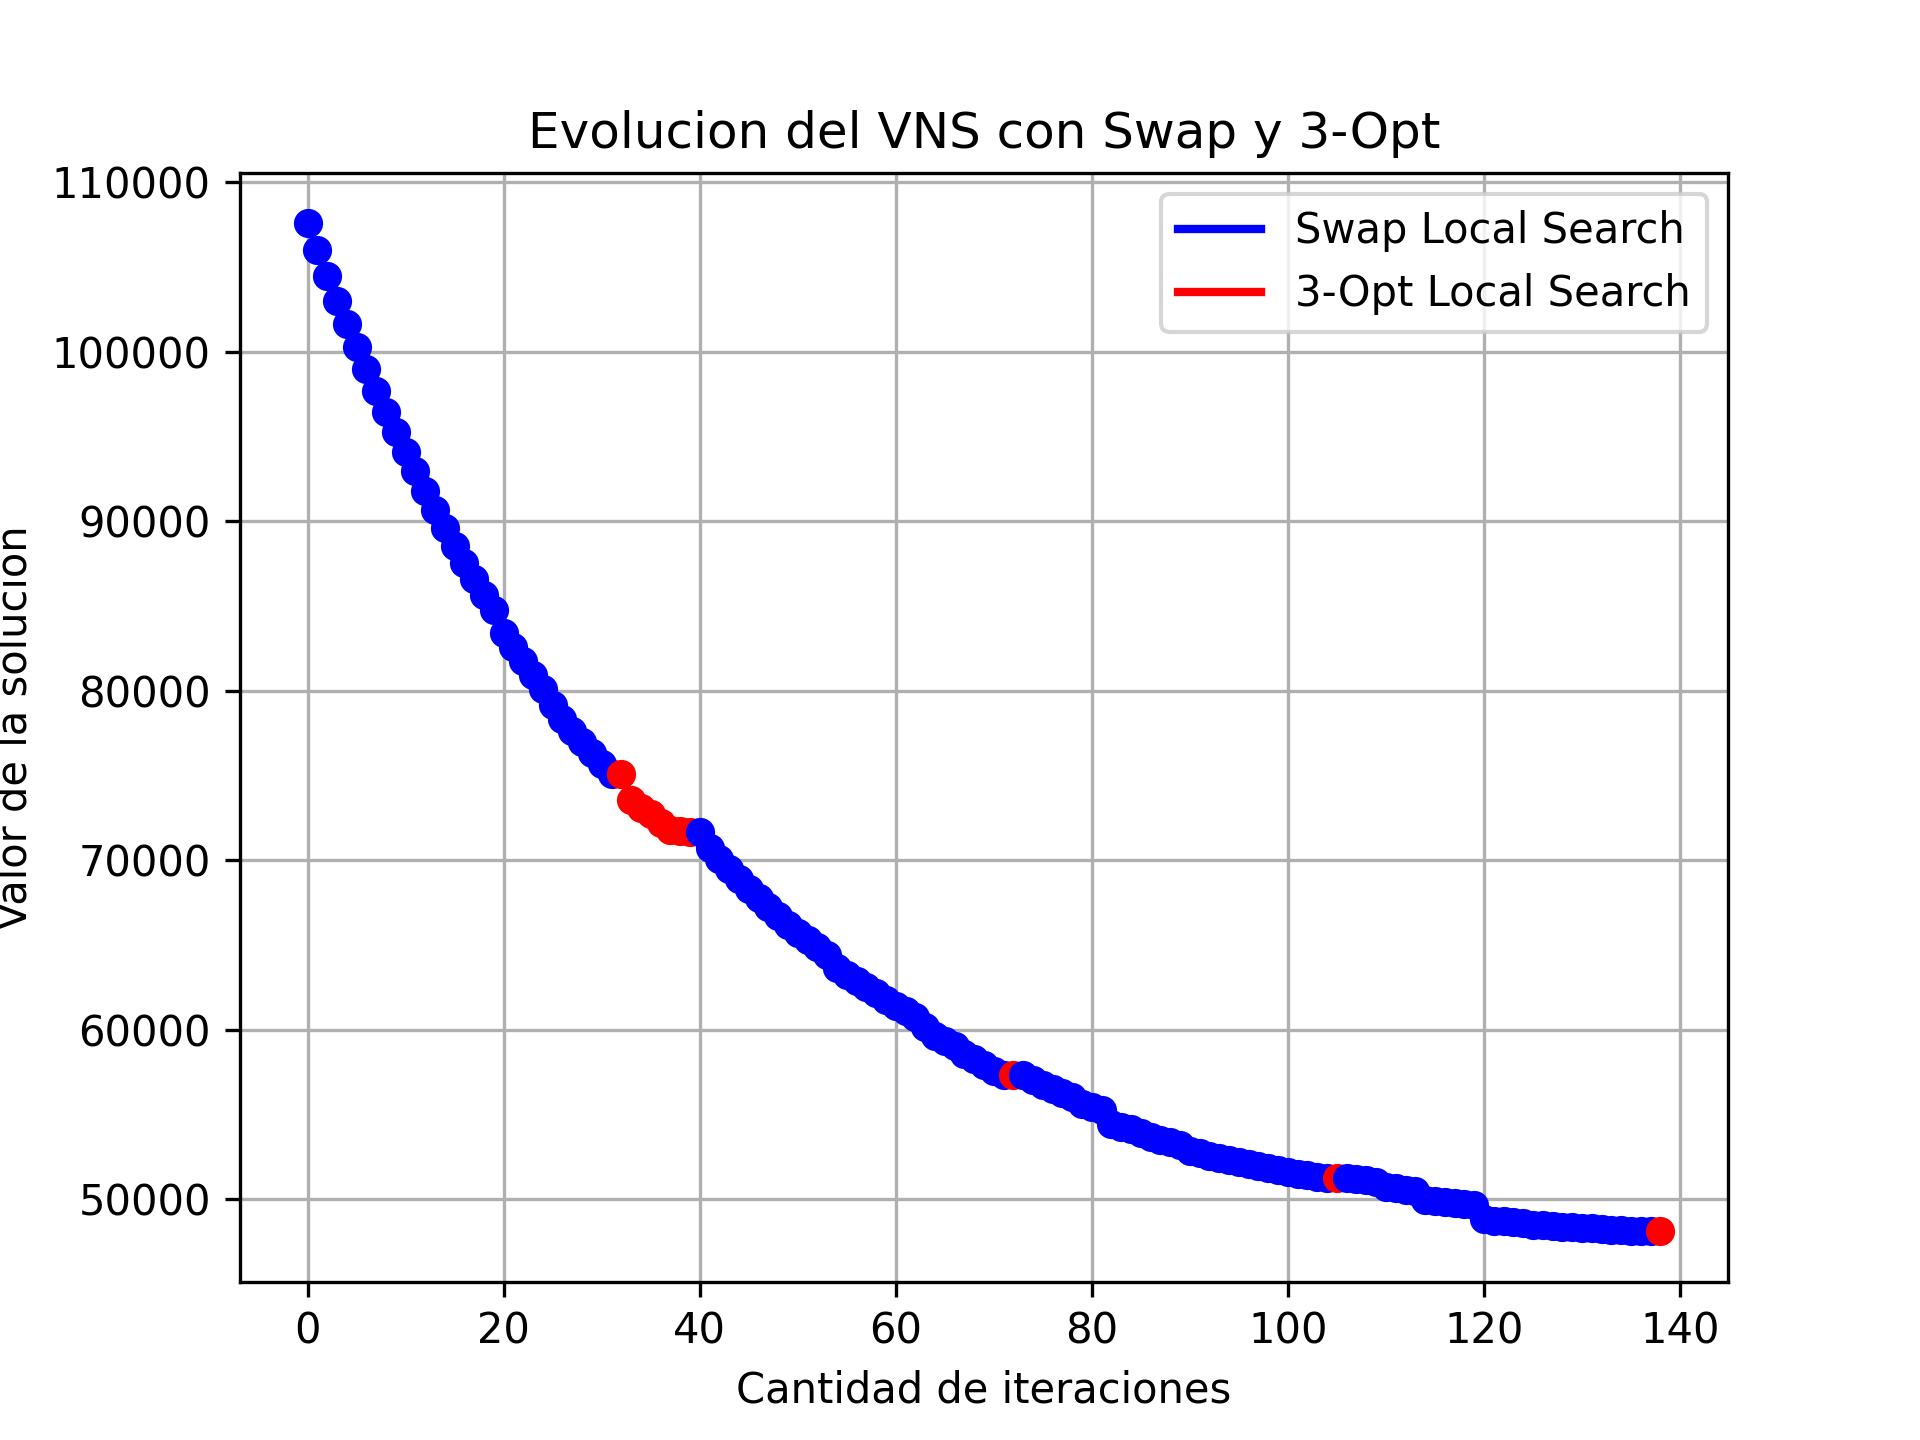 Evolucion del VNS con Swap y 3-Opt
Swap Local Search
3-Opt Local Search
Valor de la solucion
110000
100000
90000
80000
70000
60000
50000
0 20 40 60 80 100 120 140
Cantidad de iteraciones